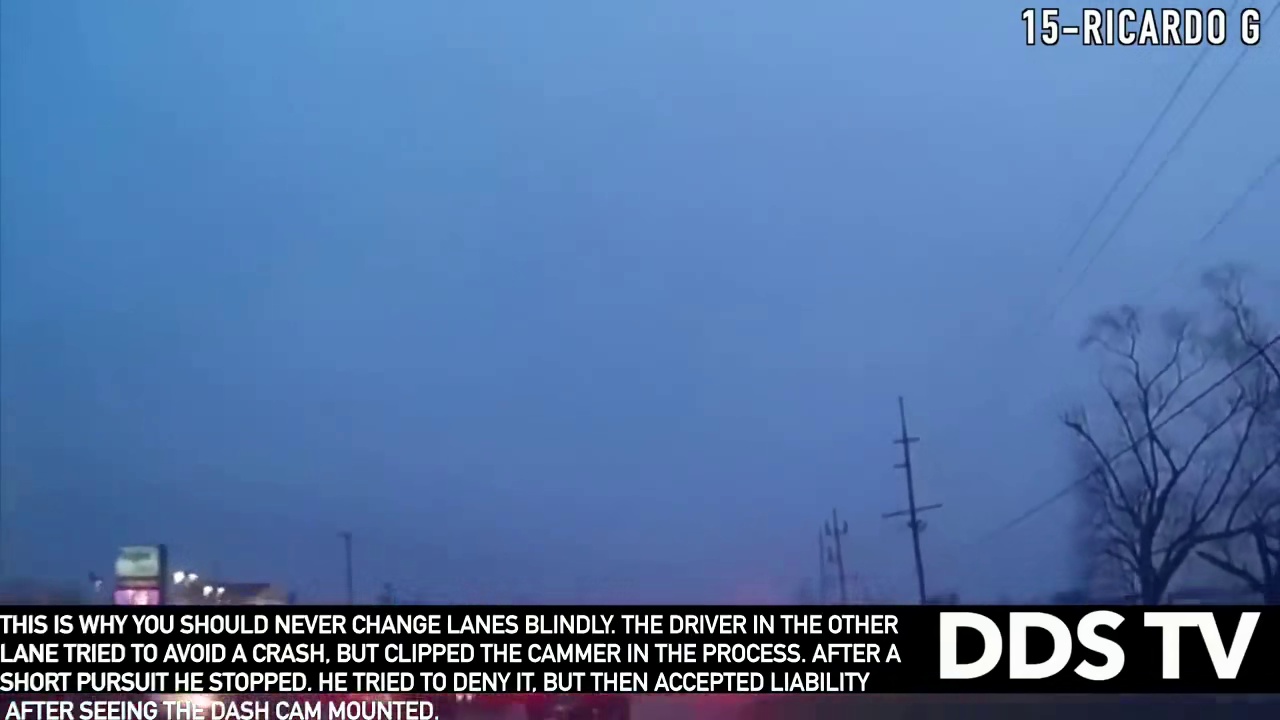 15-RICARDO G
THIS IS WHY YOU SHOULD NEVER CHANGE LANES BLINDLY. THE DRIVER IN THE OTHER
LANE TRIED TO AVOID A CRASH, BUT CLIPPED THE CAMMER IN THE PROCESS. AFTER A
SHORT PURSUIT HE STOPPED. HE TRIED TO DENY IT, BUT THEN ACCEPTED LIABILITY
AFTER SEEING THE DASH CAM MOUNTED.
DDS TV